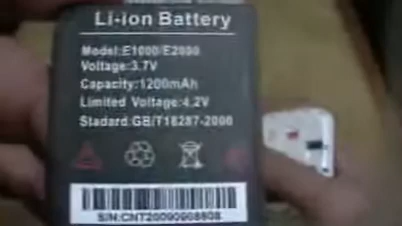 Li-ion Battery
Model:E1000/E2000
Voltage:3.7V
Capacity:1200mAh
Limited Voltage:4.2V
Stadard:GB/T18287-2000
S/N:CNT20090908808